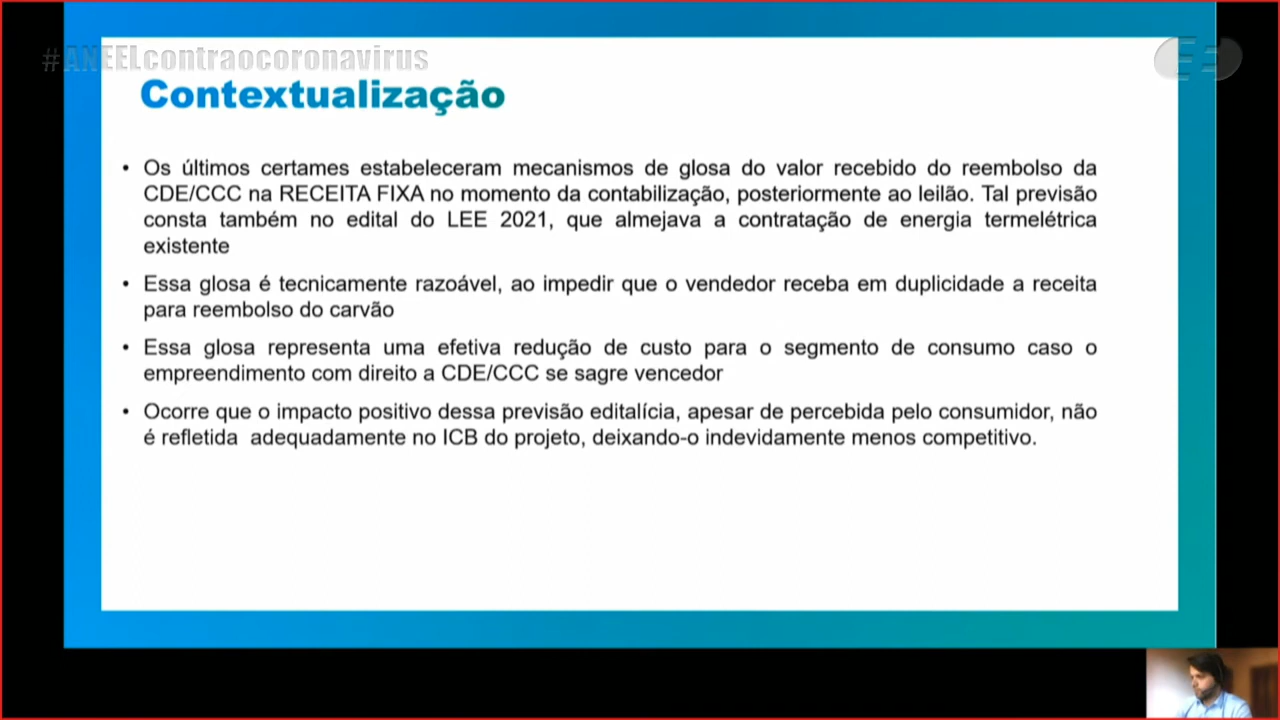 #ANEELcontraocoronavirus
Contextualização
• Os últimos certames estabeleceram mecanismos de glosa do valor recebido do reembolso da
CDE/CCC na RECEITA FIXA no momento da contabilização, posteriormente ao leilão. Tal previsão
consta também no edital do LEE 2021, que almejava a contratação de energia termelétrica
existente
• Essa glosa é tecnicamente razoável, ao impedir que o vendedor receba em duplicidade a receita
para reembolso do carvão
• Essa glosa representa uma efetiva redução de custo para o segmento de consumo caso o
empreendimento com direito a CDE/CCC se sagre vencedor
• Ocorre que o impacto positivo dessa previsão editalícia, apesar de percebida pelo consumidor, não
é refletida  adequadamente no ICB do projeto, deixando-o indevidamente menos competitivo.